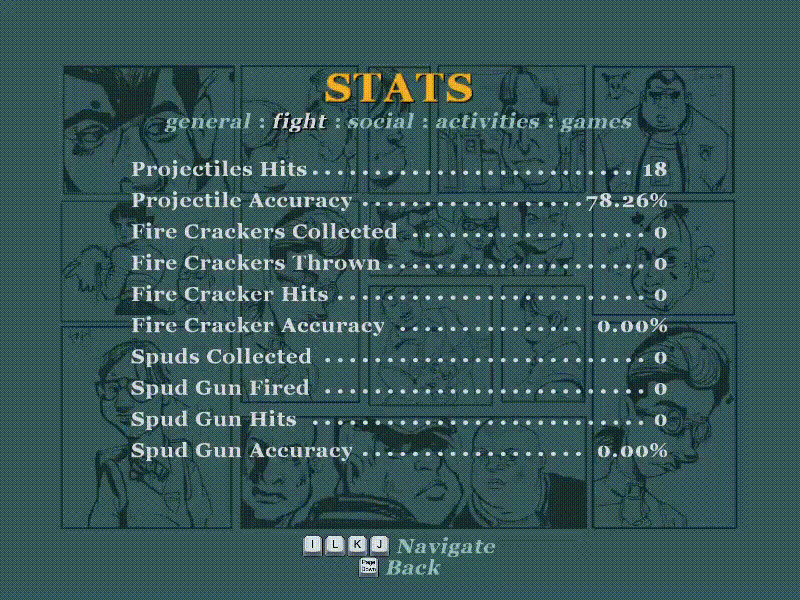 STATS
general : fight : social : activities : games
Projectiles Hits . . . . . . . . . . . . . . . . . . . . . . . . . . 18
Projectile Accuracy . . . . . . . . . . . . . . . . . . 78.26%
Fire Crackers Collected . . . . . . . . . . . . . . . . . . . 0
Fire Crackers Thrown . . . . . . . . . . . . . . . . . . . . . 0
Fire Cracker Hits . . . . . . . . . . . . . . . . . . . . . . . . . 0
Fire Cracker Accuracy . . . . . . . . . . . . . . . 0.00%
Spuds Collected . . . . . . . . . . . . . . . . . . . . . . . . . . 0
Spud Gun Fired . . . . . . . . . . . . . . . . . . . . . . . . . . 0
Spud Gun Hits . . . . . . . . . . . . . . . . . . . . . . . . . . . 0
Spud Gun Accuracy . . . . . . . . . . . . . . . . . . 0.00%
I L K J Navigate
Page Down Back